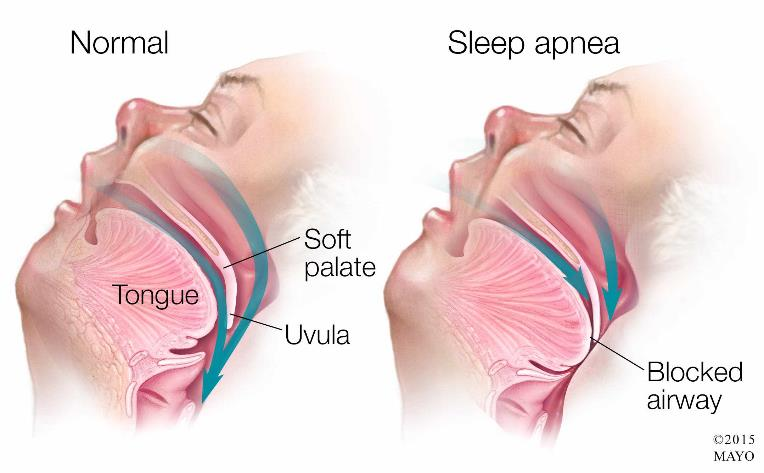 Normal
Sleep apnea
Soft
palate
Tongue
Uvula
Blocked
airway
©2015
MAYO